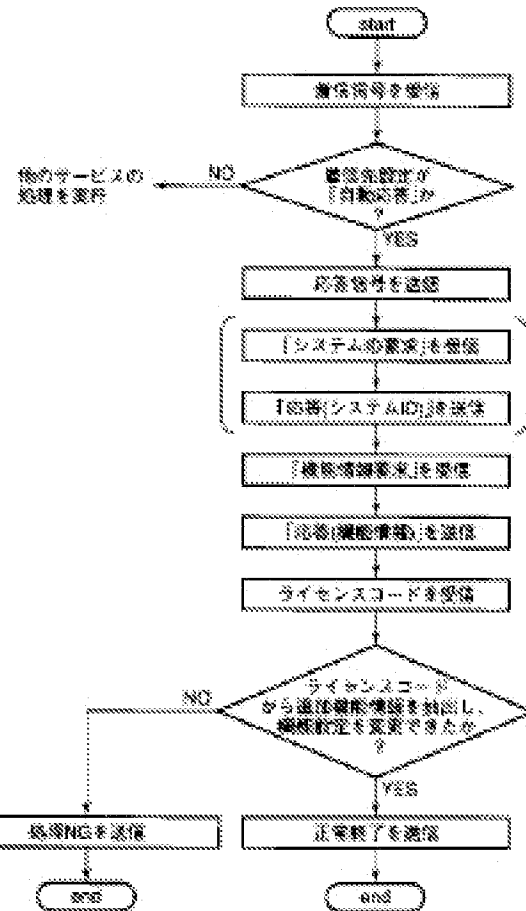 start
着信信号を受信
着信先設定が
「自動応答」か
?
NO
他のサービスの
処理を実行
YES
応答信号を送信
「システムの要求」を受信
「応答(システムID)」を送信
「機能情報要求」を受信
「応答(機能情報)」を送信
ライセンスコードを受信
ライセンスコード
から追加機能情報を抽出し、
機能設定を変更できたか
?
NO
YES
処理NGを送信
正常終了を送信
end
end